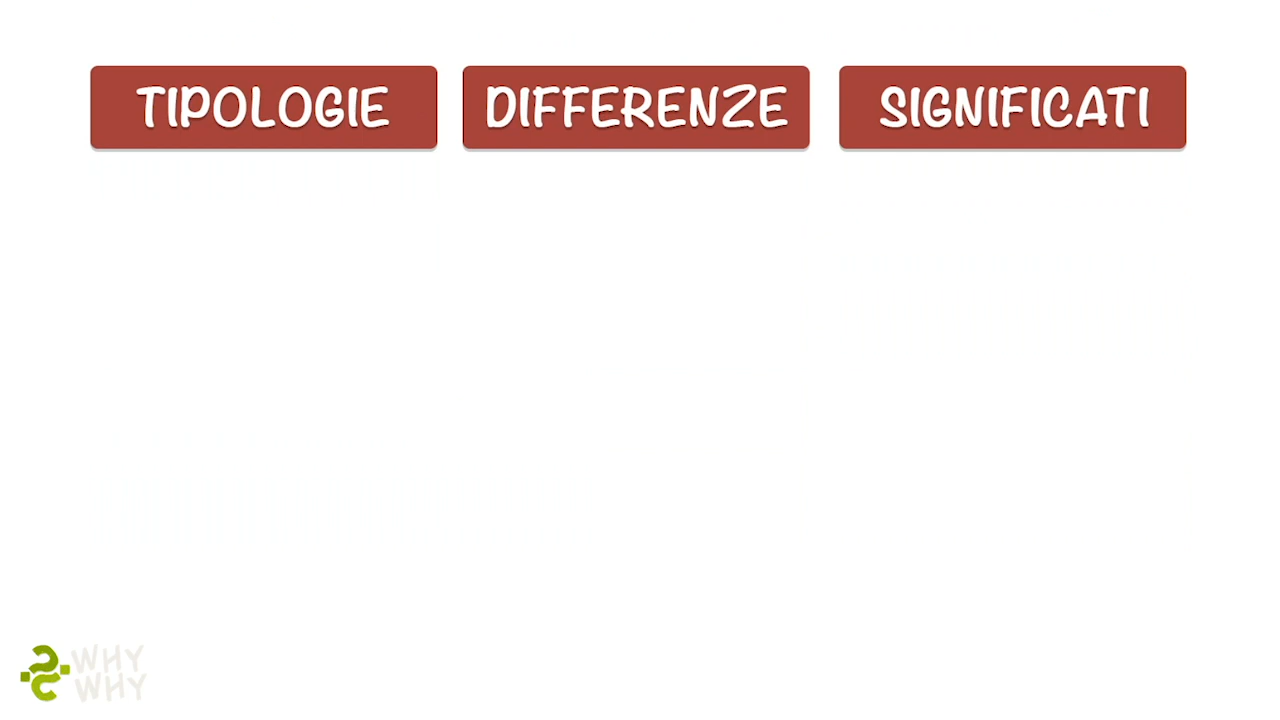 TIPOLOGIE
DIFFERENZE
SIGNIFICATI
WHY
WHY